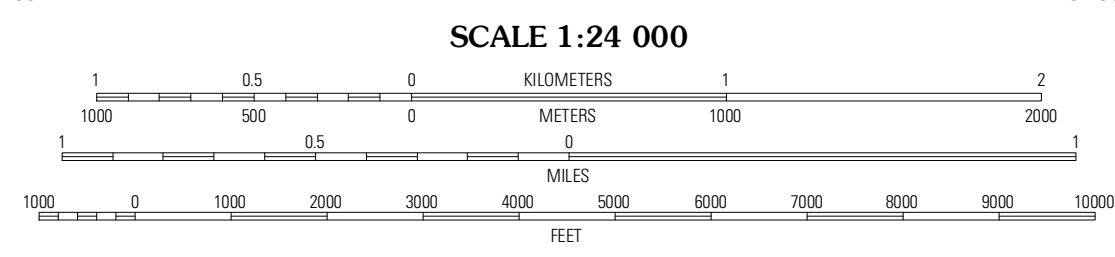 SCALE 1:24 000
1 0.5 0 KILOMETERS 1 2
1000 500 0 METERS 1000 2000
1 0.5 0 1
MILES
1000 0 1000 2000 3000 4000 5000 6000 7000 8000 9000 10000
FEET